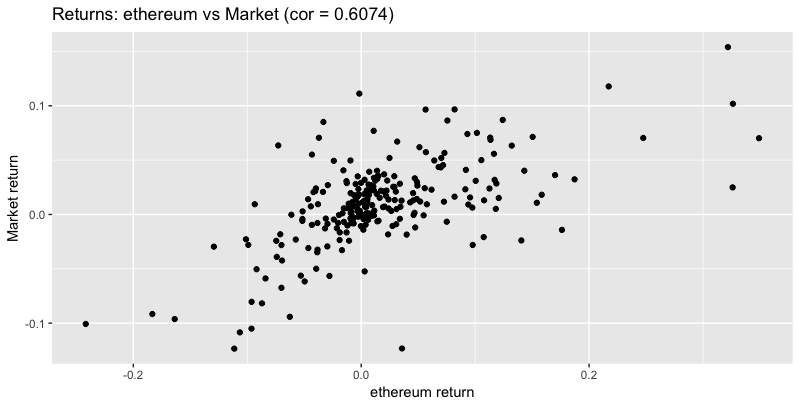 Returns: ethereum vs Market (cor = 0.6074)
Market return
0.1
0.0
-0.1
-0.2
0.0
0.2
ethereum return